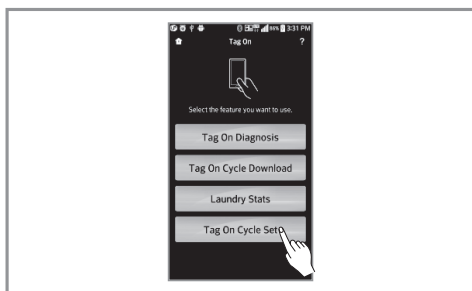 86% 3:31 PM
Tag On ?
Select the feature you want to use.
Tag On Diagnosis
Tag On Cycle Download
Laundry Stats
Tag On Cycle Set